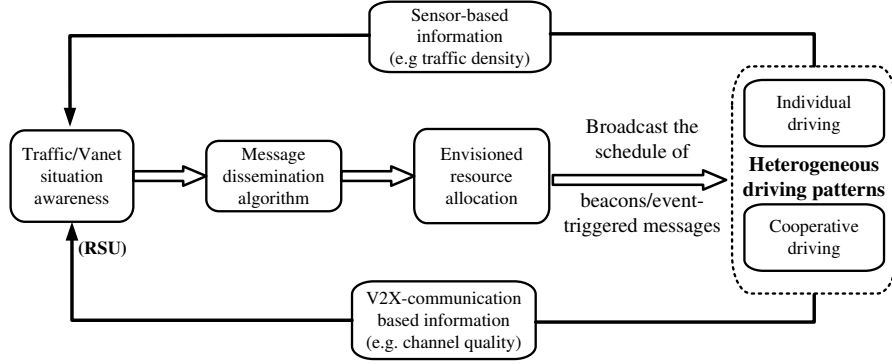 Sensor-based
information
(e.g traffic density)
Traffic/Vanet
situation
awareness
(RSU)
Message
dissemination
algorithm
Envisioned
resource
allocation
Broadcast the
schedule of
beacons/event-
triggered messages
Individual
driving
Heterogeneous
driving patterns
Cooperative
driving
V2X-communication
based information
(e.g. channel quality)